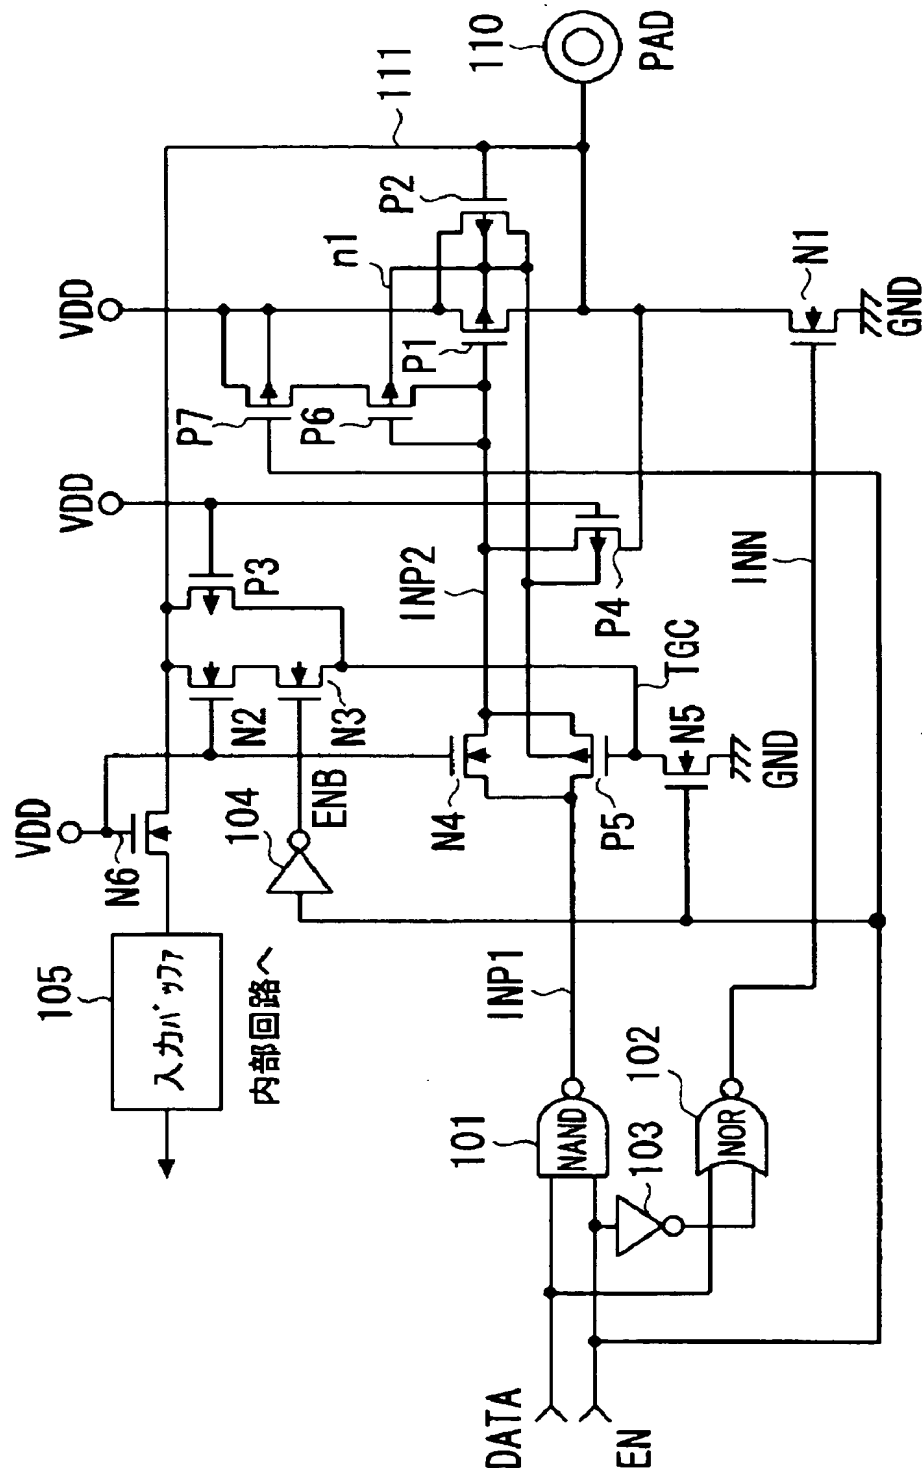 VDD
VDD
VDD
111
110
PAD
N6
N2
P3
P7
n1
P2
105
入力バッファ
内部回路へ
104
ENB
N3
P6
P1
N4
INP2
P4
P5
TGC
N5
GND
INN
N1
GND
INP1
101
NAND
103
102
NOR
DATA
EN